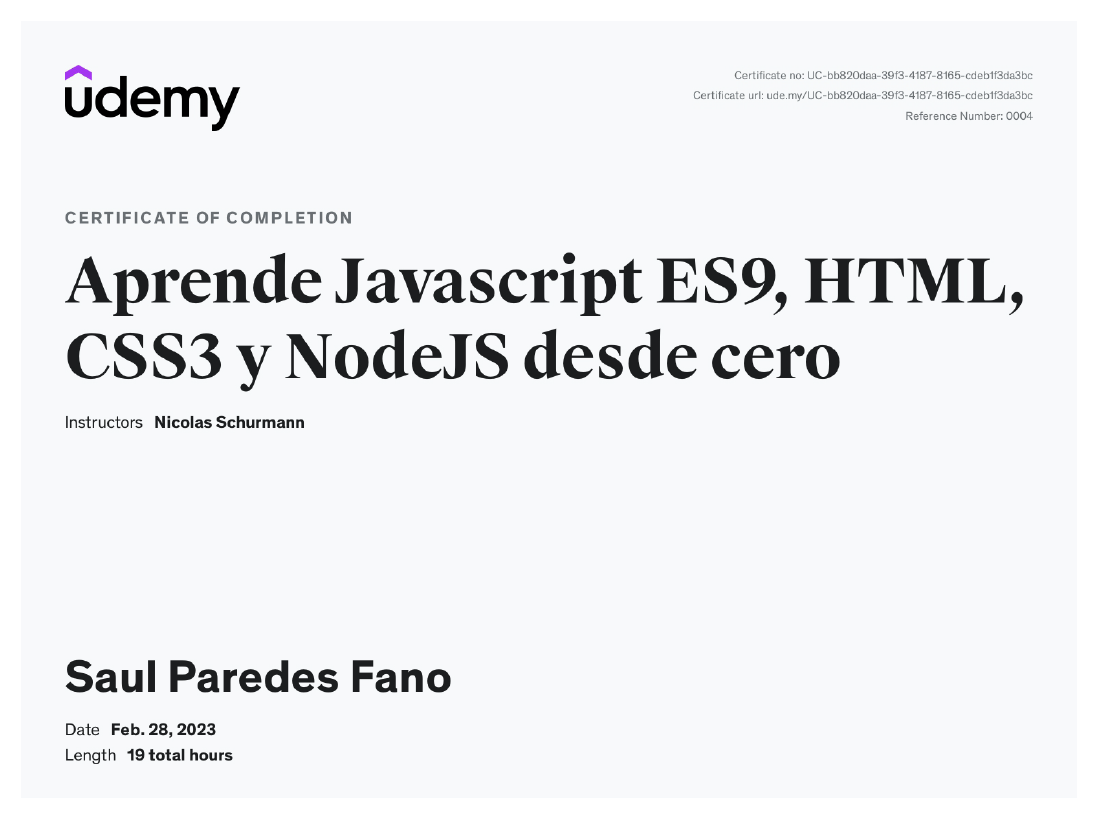 udemy
Certificate no: UC-bb820daa-39f3-4187-8165-cdeb1f3da3bc
Certificate url: ude.my/UC-bb820daa-39f3-4187-8165-cdeb1f3da3bc
Reference Number: 0004
CERTIFICATE OF COMPLETION
Aprende Javascript ES9, HTML,
CSS3 y NodeJS desde cero
Instructors Nicolas Schurmann
Saul Paredes Fano
Date Feb. 28, 2023
Length 19 total hours